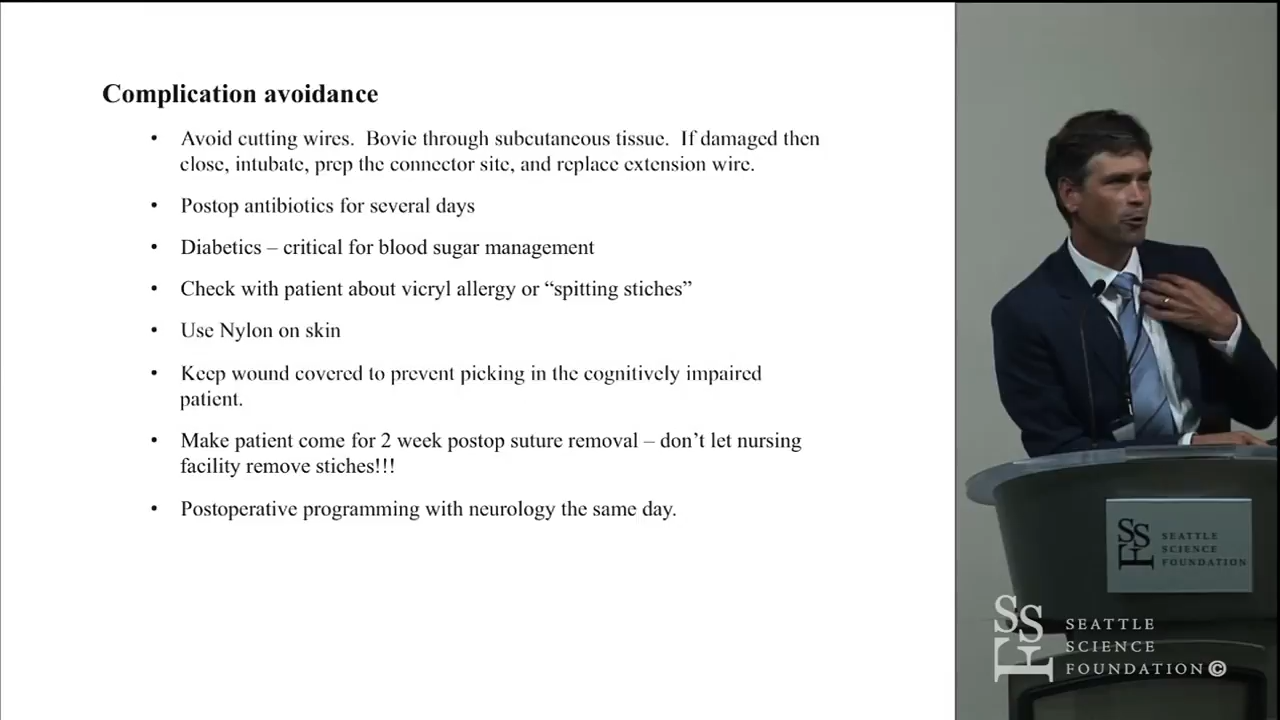 Complication avoidance
• Avoid cutting wires. Bovie through subcutaneous tissue. If damaged then
close, intubate, prep the connector site, and replace extension wire.
• Postop antibiotics for several days
• Diabetics – critical for blood sugar management
• Check with patient about vicryl allergy or “spitting stiches”
• Use Nylon on skin
• Keep wound covered to prevent picking in the cognitively impaired
patient.
• Make patient come for 2 week postop suture removal – don’t let nursing
facility remove stiches!!!
• Postoperative programming with neurology the same day.
SSF
SEATTLE
SCIENCE
FOUNDATION
SSF
SEATTLE
SCIENCE
FOUNDATION©